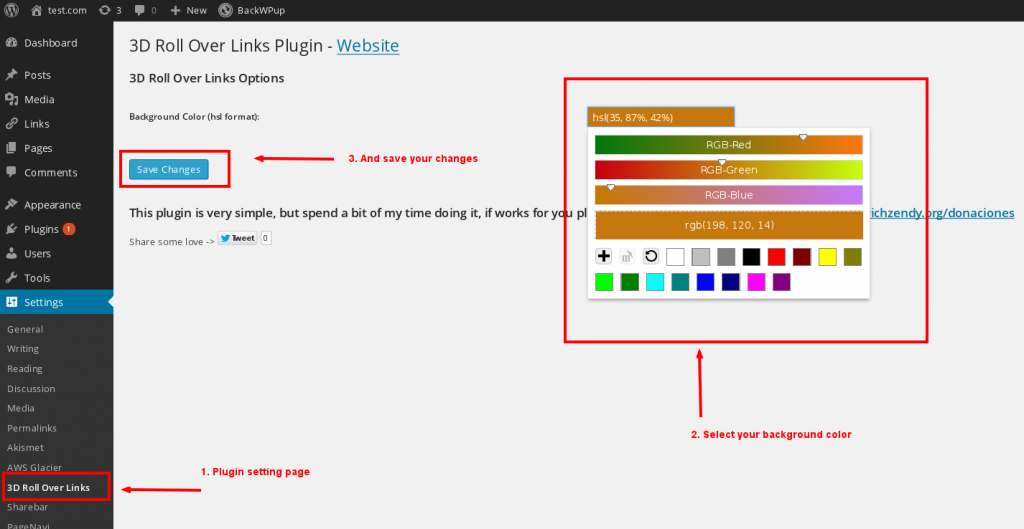 test.com 3 0 New BackWPup
Dashboard
Posts
Media
Links
Pages
Comments
Appearance
Plugins 1
Users
Tools
Settings
General
Writing
Reading
Discussion
Media
Permalinks
Akismet
AWS Glacier
3D Roll Over Links
Sharebar
PageNavi
3D Roll Over Links Plugin - Website
3D Roll Over Links Options
Background Color (hsl format):
hsl(35, 87%, 42%)
RGB-Red
RGB-Green
RGB-Blue
rgb(198, 120, 14)
Save Changes
3. And save your changes
This plugin is very simple, but spend a bit of my time doing it, if works for you pl
ichzendy.org/donaciones
Share some love -> Tweet 0
2. Select your background color
1. Plugin setting page